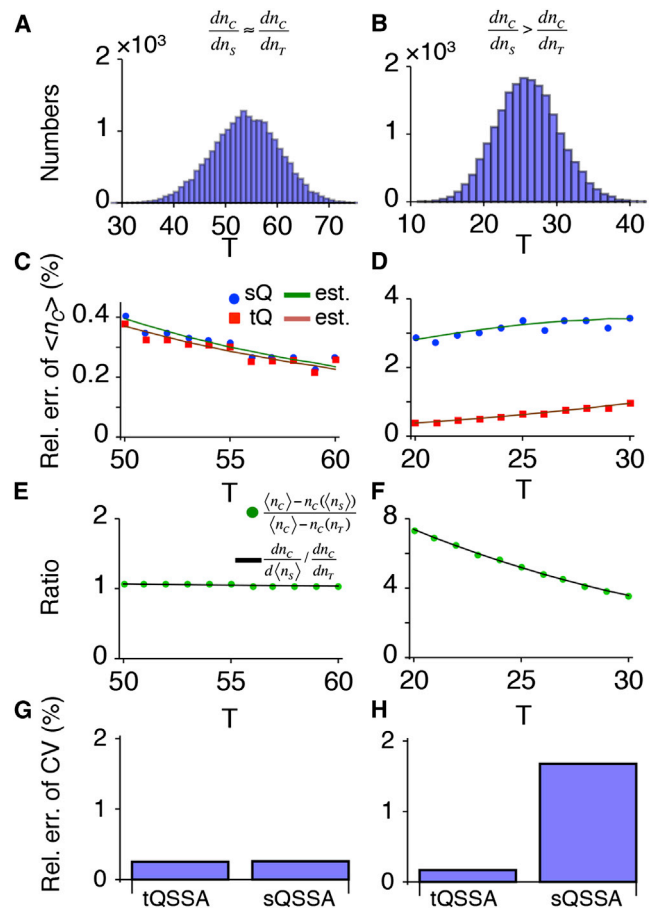 A
dn_C/dn_S ≈ dn_C/dn_T
B
dn_C/dn_S > dn_C/dn_T
2 ×10³
2 ×10³
Numbers
1
1
0
0
30 40 50 60 70
10 20 30 40
T
T
C
sQ est.
tQ est.
D
Rel. err. of <n_C> (%)
0.4
0.2
0
4
2
0
50 55 60
20 25 30
T
T
E
⟨n_C⟩−n_C(⟨n_S⟩)/⟨n_C⟩−n_C(n_T)
dn_C/d⟨n_S⟩ / dn_C/dn_T
F
Ratio
2
1
0
8
4
0
50 55 60
20 25 30
T
T
G
H
Rel. err. of CV (%)
2
1
0
2
1
0
tQSSA sQSSA
tQSSA sQSSA